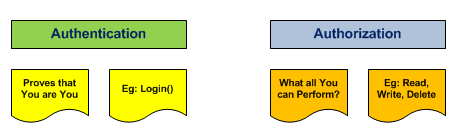 Authentication
Authorization
Proves that
You are You
Eg: Login()
What all You
can Perform?
Eg: Read,
Write, Delete